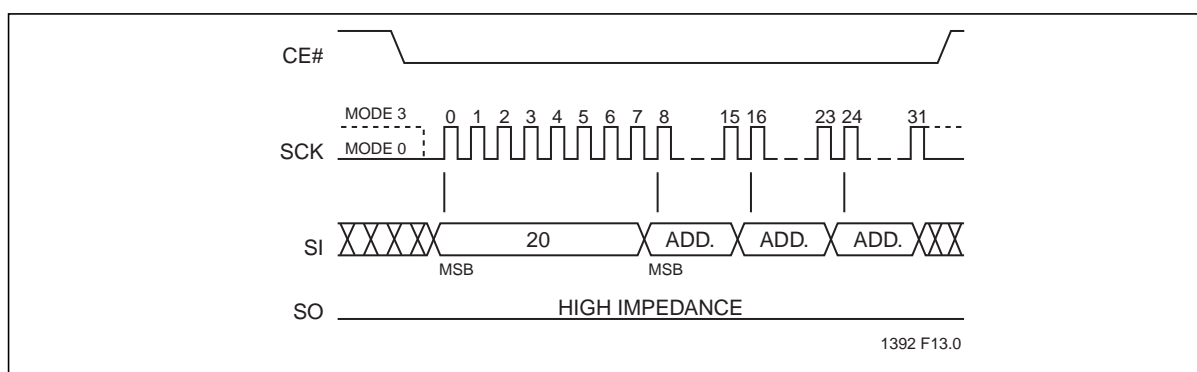 CE#
MODE 3
0 1 2 3 4 5 6 7 8 15 16 23 24 31
SCK
MODE 0
SI
20 ADD. ADD. ADD.
MSB MSB
SO
HIGH IMPEDANCE
1392 F13.0